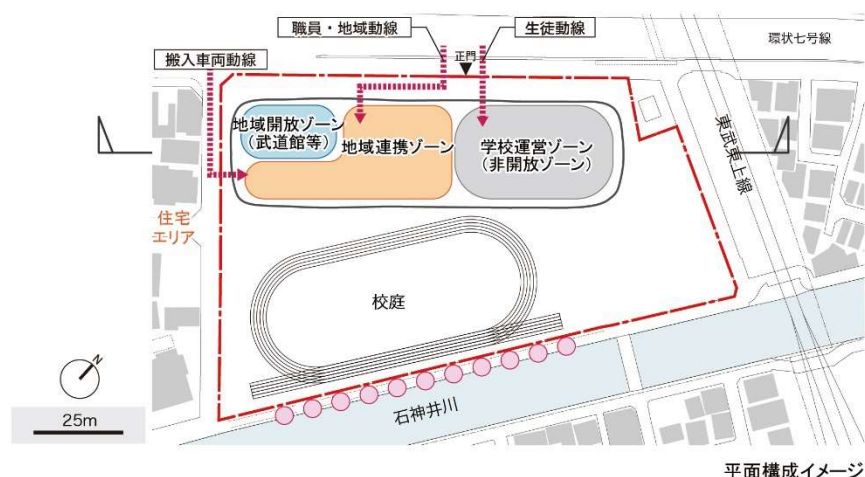 職員・地域動線
生徒動線
環状七号線
搬入車両動線
正門
地域開放ゾーン
(武道館等)
地域連携ゾーン
学校運営ゾーン
(非開放ゾーン)
東武東上線
住宅
エリア
校庭
N
25m
石神井川
平面構成イメージ